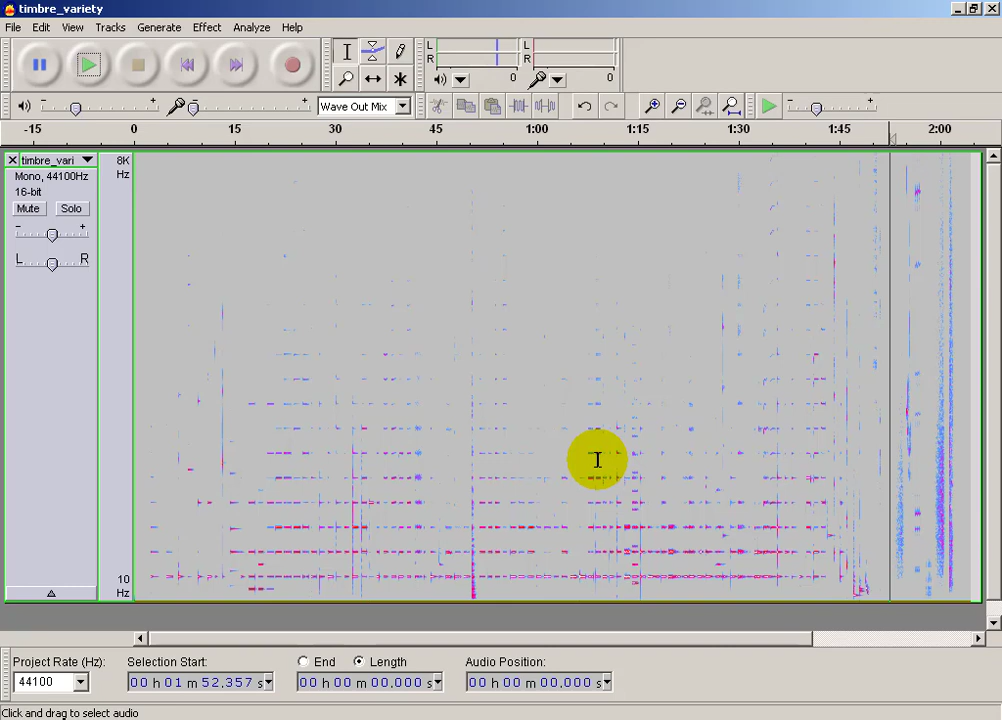 timbre_variety
File Edit View Tracks Generate Effect Analyze Help
L
R
L
R
0
0
- +
- +
Wave Out Mix
- +
-15 0 15 30 45 1:00 1:15 1:30 1:45 2:00
timbre_vari
Mono, 44100Hz
16-bit
Mute Solo
- +
L R
8K
Hz
10
Hz
Project Rate (Hz):
44100
Selection Start:
00 h 01 m 52.357 s
End Length
00 h 00 m 00.000 s
Audio Position:
00 h 00 m 00.000 s
Click and drag to select audio